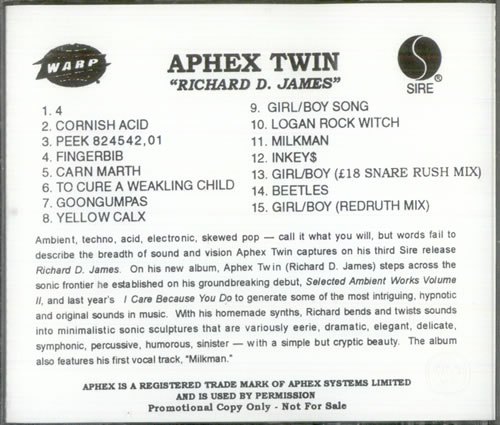 WARP
APHEX TWIN
"RICHARD D. JAMES"
SIRE®
1. 4
2. CORNISH ACID
3. PEEK 824542,01
4. FINGERBIB
5. CARN MARTH
6. TO CURE A WEAKLING CHILD
7. GOONGUMPAS
8. YELLOW CALX
9. GIRL/BOY SONG
10. LOGAN ROCK WITCH
11. MILKMAN
12. INKEY$
13. GIRL/BOY (£18 SNARE RUSH MIX)
14. BEETLES
15. GIRL/BOY (REDRUTH MIX)
Ambient, techno, acid, electronic, skewed pop — call it what you will, but words fail to
describe the breadth of sound and vision Aphex Twin captures on his third Sire release
Richard D. James. On his new album, Aphex Twin (Richard D. James) steps across the
sonic frontier he established on his groundbreaking debut, Selected Ambient Works Volume
II, and last year's I Care Because You Do to generate some of the most intriguing, hypnotic
and original sounds in music. With his homemade synths, Richard bends and twists sounds
into minimalistic sonic sculptures that are variously eerie, dramatic, elegant, delicate,
symphonic, percussive, humorous, sinister — with a simple but cryptic beauty. The album
also features his first vocal track, "Milkman."
APHEX IS A REGISTERED TRADE MARK OF APHEX SYSTEMS LIMITED
AND IS USED BY PERMISSION
Promotional Copy Only - Not For Sale